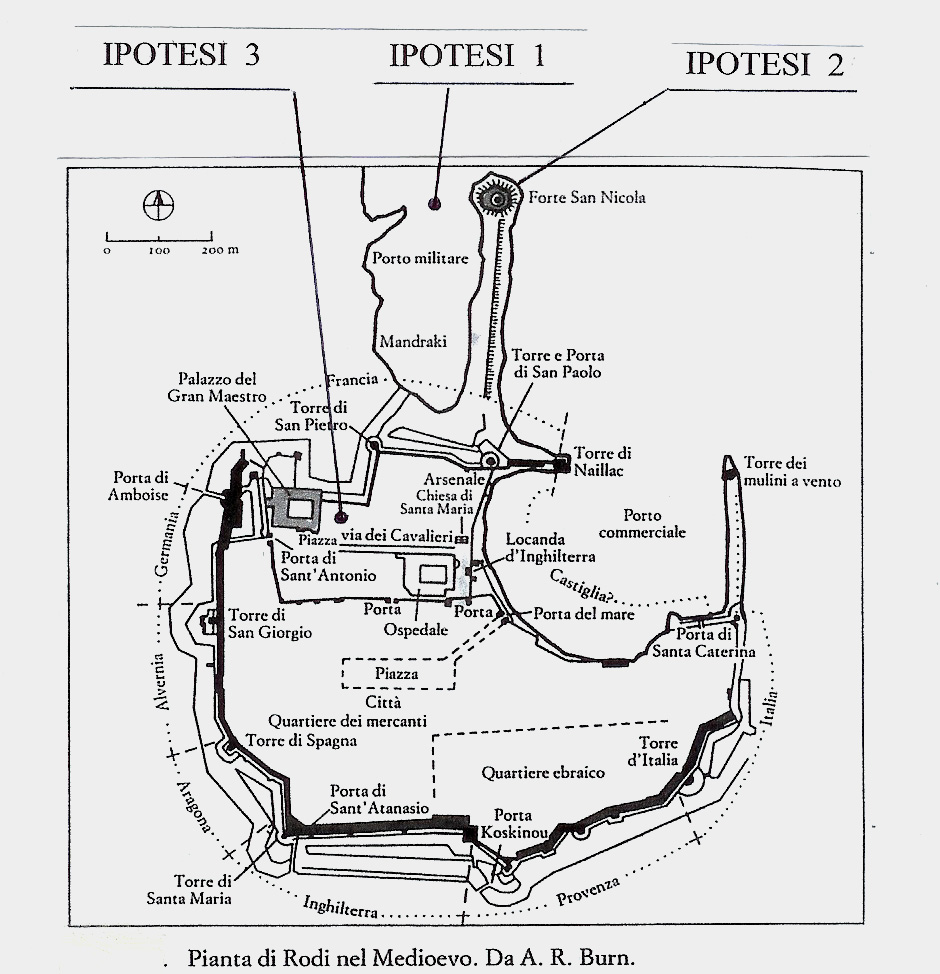 IPOTESI 3
IPOTESI 1
IPOTESI 2
A
0 100 200 m
Forte San Nicola
Porto militare
Mandraki
Torre e Porta
di San Paolo
Francia
Palazzo del
Gran Maestro
Torre di
San Pietro
Torre di
Naillac
Torre dei
mulini a vento
Porta di
Amboise
Arsenale
Chiesa di
Santa Maria
Porto
commerciale
Germania
Piazza
via dei Cavalieri
Locanda
d'Inghilterra
Porta di
Sant'Antonio
Castiglia?
Torre di
San Giorgio
Porta
Porta
Porta del mare
Ospedale
Porta di
Santa Caterina
Piazza
Alvernia
Città
Quartiere dei mercanti
Italia
Torre di Spagna
Torre
d'Italia
Quartiere ebraico
Aragona
Porta di
Sant'Atanasio
Porta
Koskinou
Torre di
Santa Maria
Inghilterra
Provenza
. Pianta di Rodi nel Medioevo. Da A. R. Burn.